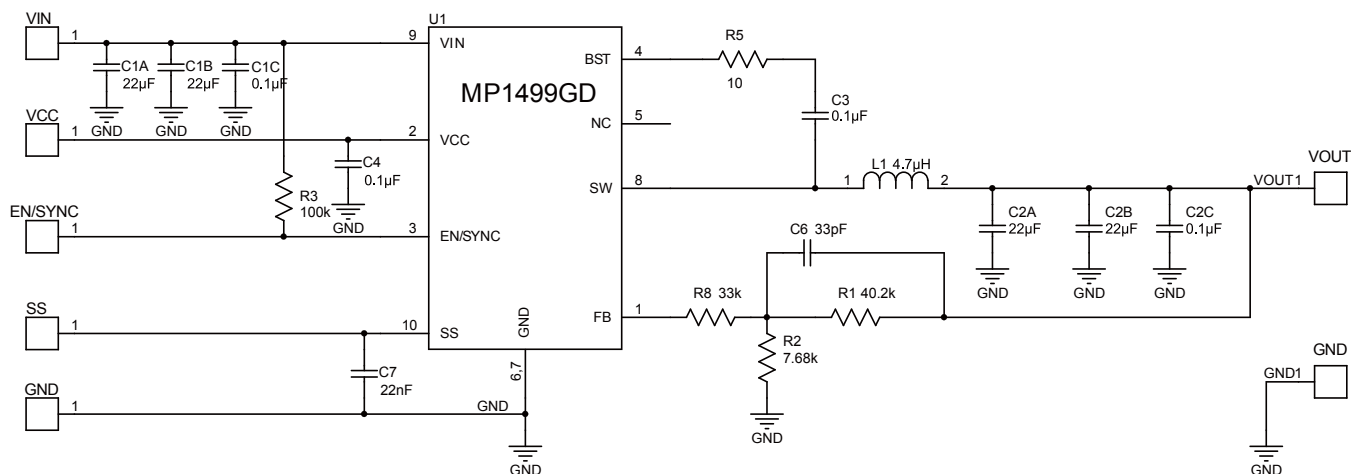 VIN
1
C1A
22µF
GND
C1B
22µF
GND
C1C
0.1µF
GND
VCC
1
C4
0.1µF
GND
R3
100k
EN/SYNC
1
SS
1
C7
22nF
GND
1
GND
GND
U1
MP1499GD
9
VIN
2
VCC
3
EN/SYNC
10
SS
GND
6,7
BST
4
NC
5
SW
8
FB
1
R5
10
C3
0.1µF
L1 4.7µH
1
2
C6 33pF
R8 33k
R1 40.2k
R2
7.68k
GND
C2A
22µF
GND
C2B
22µF
GND
C2C
0.1µF
GND
VOUT
VOUT1
GND
GND1
GND